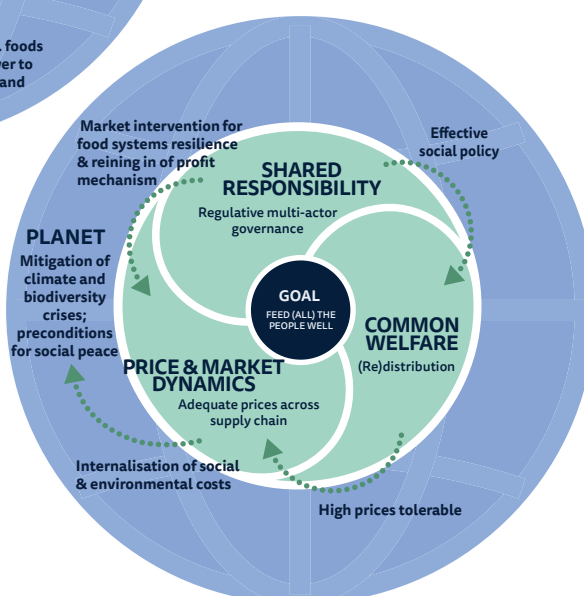 . foods
er to
and
Market intervention for
food systems resilience
& reining in of profit
mechanism
Effective
social policy
SHARED
RESPONSIBILITY
Regulative multi-actor
governance
PLANET
Mitigation of
climate and
biodiversity
crises;
preconditions
for social peace
GOAL
FEED (ALL) THE
PEOPLE WELL
COMMON
WELFARE
(Re)distribution
PRICE & MARKET
DYNAMICS
Adequate prices across
supply chain
Internalisation of social
& environmental costs
High prices tolerable